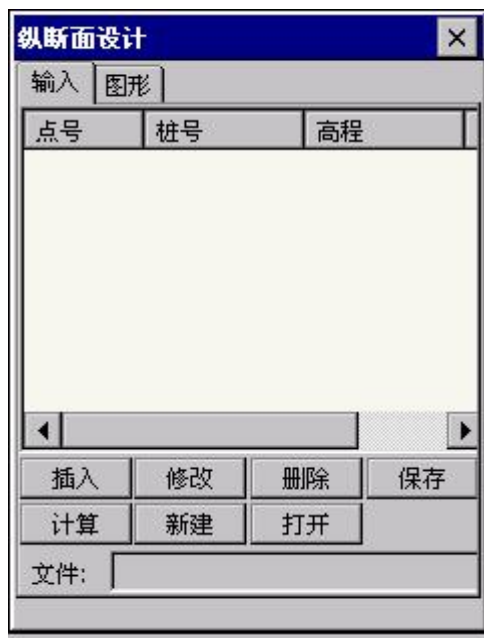 纵断面设计
输入 图形
点号 桩号 高程
插入 修改 删除 保存
计算 新建 打开
文件: